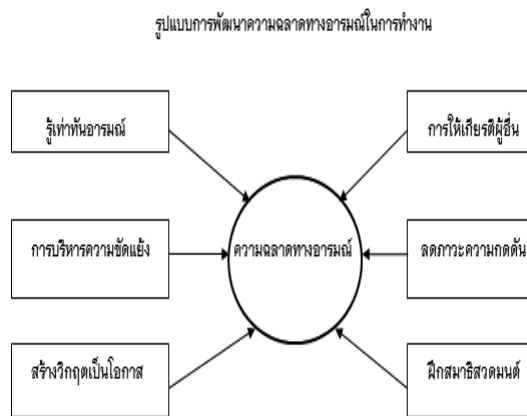 รูปแบบการพัฒนาความฉลาดทางอารมณ์ในการทำงาน
รู้เท่าทันอารมณ์
การให้เกียรติผู้อื่น
การบริหารความขัดแย้ง
ความฉลาดทางอารมณ์
ลดภาวะความกดดัน
สร้างวิกฤตเป็นโอกาส
ฝึกสมาธิสวดมนต์